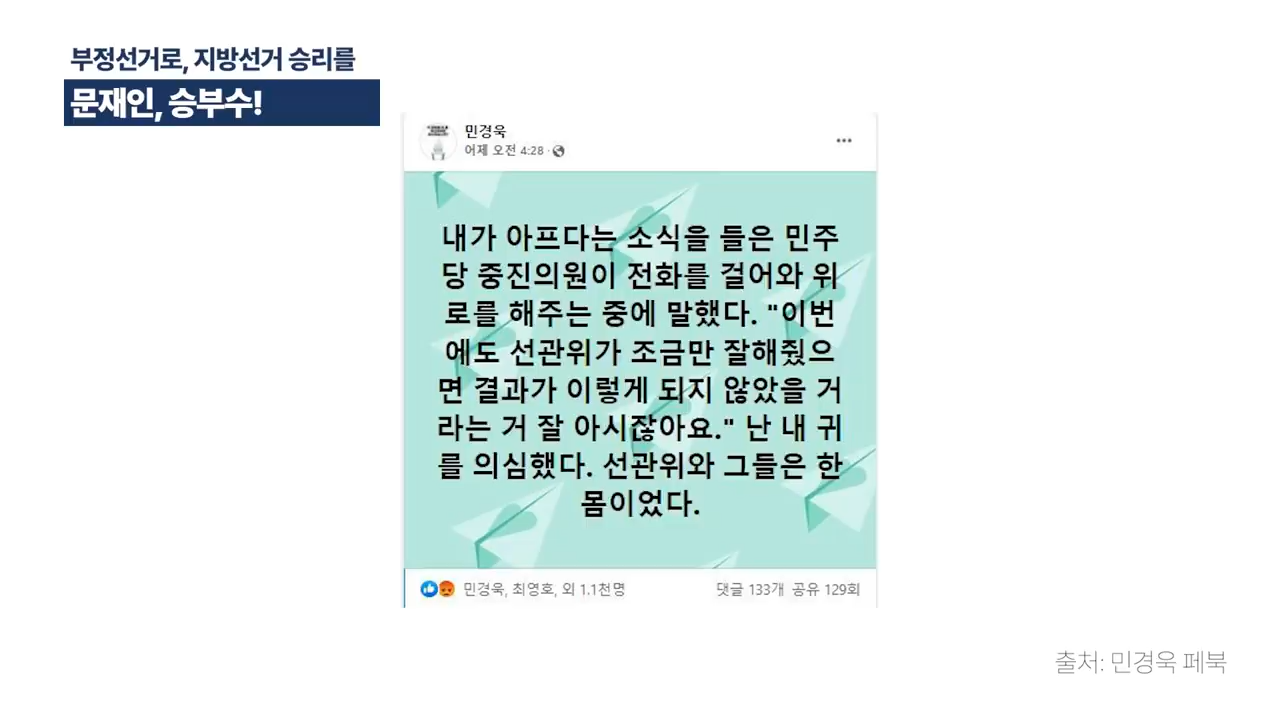 부정선거로, 지방선거 승리를
문재인, 승부수!
민경욱
어제 오전 4:28 ·
내가 아프다는 소식을 들은 민주
당 중진의원이 전화를 걸어와 위
로를 해주는 중에 말했다. "이번
에도 선관위가 조금만 잘해줬으
면 결과가 이렇게 되지 않았을 거
라는 거 잘 아시잖아요." 난 내 귀
를 의심했다. 선관위와 그들은 한
몸이었다.
민경욱, 최영호, 외 1.1천명
댓글 133개 공유 129회
출처: 민경욱 페북